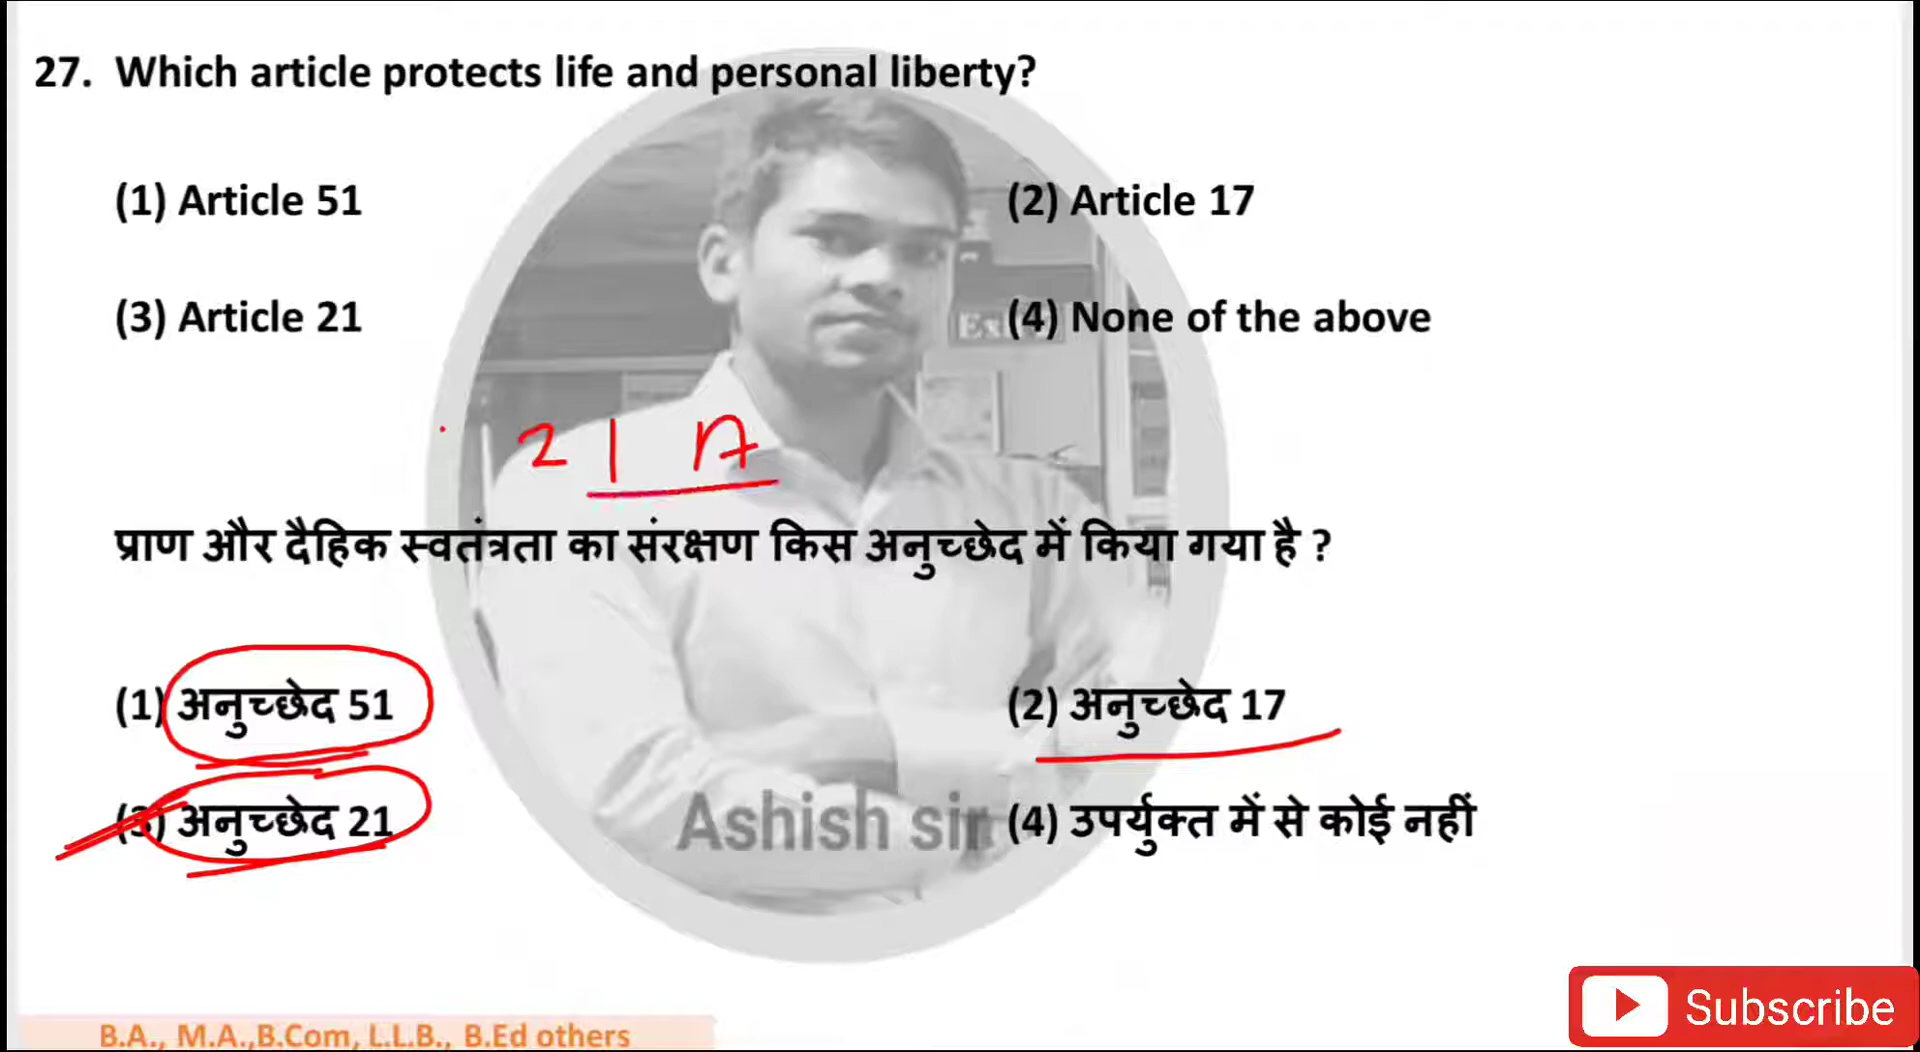 27. Which article protects life and personal liberty?
(1) Article 51 (2) Article 17
(3) Article 21 (4) None of the above
21 A
प्राण और दैहिक स्वतंत्रता का संरक्षण किस अनुच्छेद में किया गया है ?
(1) अनुच्छेद 51 (2) अनुच्छेद 17
(3) अनुच्छेद 21 (4) उपर्युक्त में से कोई नहीं
Ashish sir
Subscribe
B.A., M.A.,B.Com, L.L.B., B.Ed others